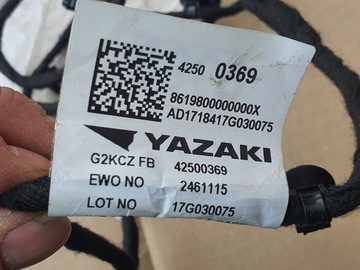 4250 0369
8619800000000X
AD1718417G030075
YAZAKI
G2KCZ FB 42500369
EWO NO 2461115
LOT NO 17G030075